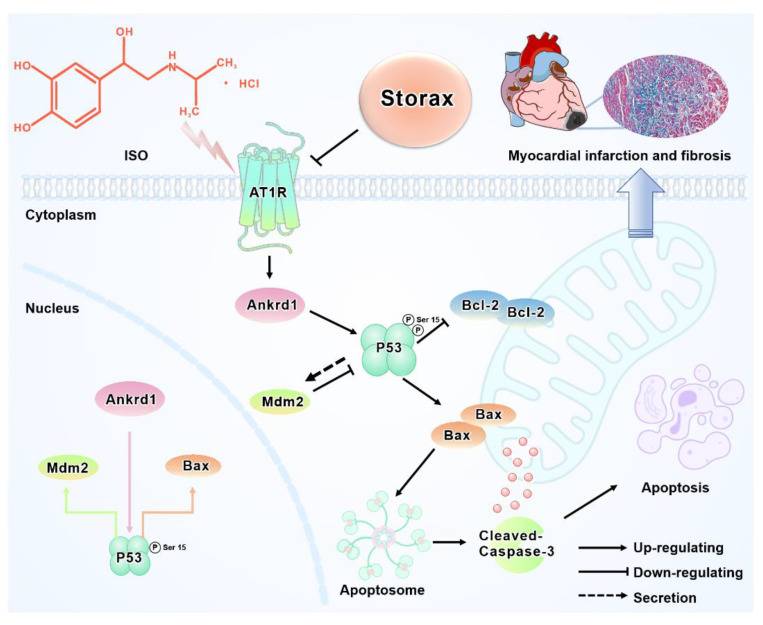 OH
HO
HO
H
N
CH₃
H₃C
· HCl
ISO
Storax
Myocardial infarction and fibrosis
AT1R
Cytoplasm
Nucleus
Ankrd1
P Ser 15
P
P53
Bcl-2
Bcl-2
Mdm2
Bax
Bax
Ankrd1
Mdm2
Bax
P53
P Ser 15
Apoptosome
Cleaved-
Caspase-3
Apoptosis
Up-regulating
Down-regulating
Secretion